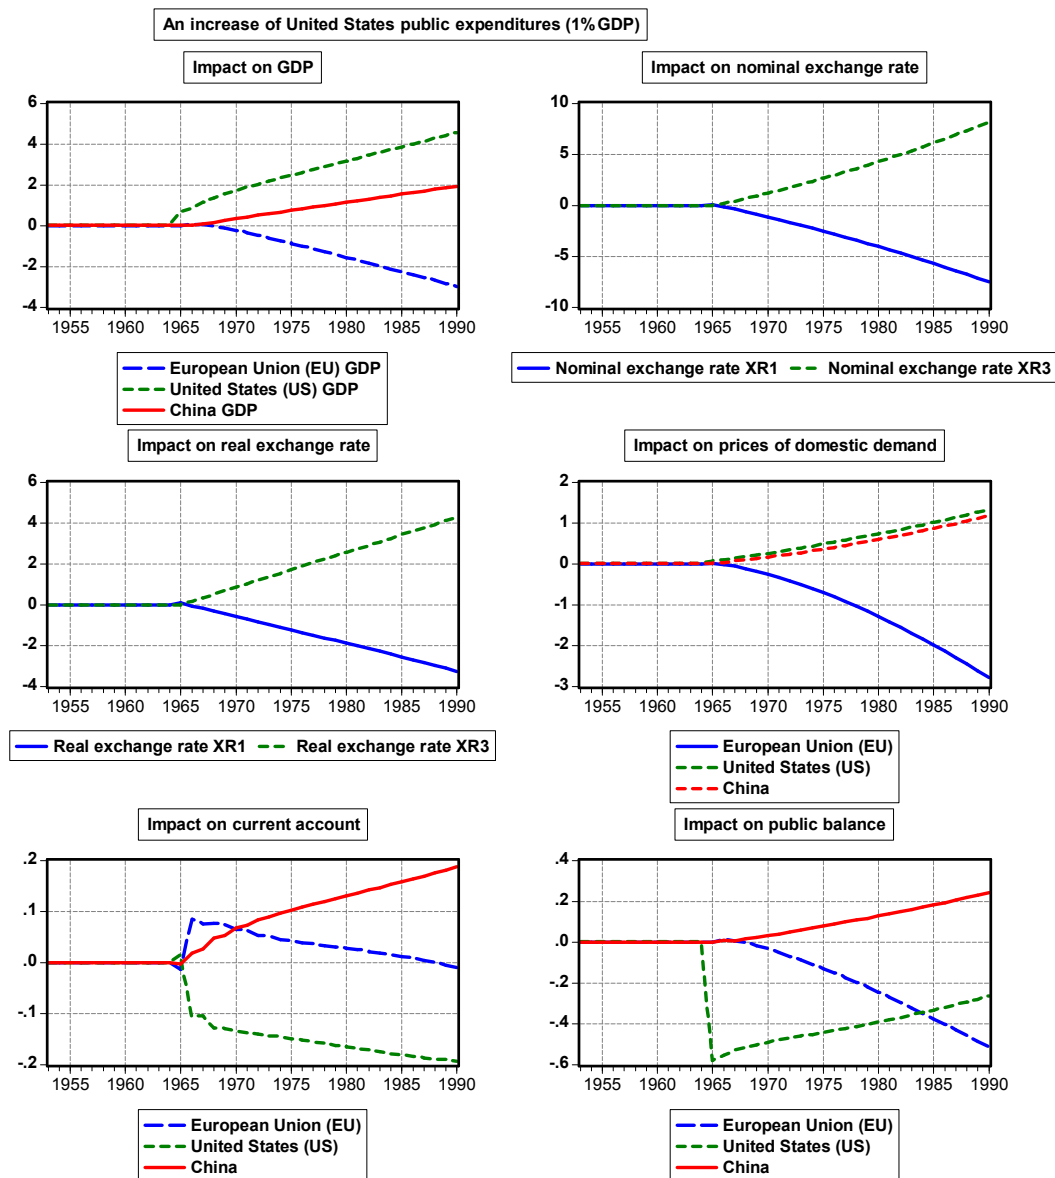 An increase of United States public expenditures (1%GDP)
Impact on GDP
6
4
2
0
-2
-4
1955 1960 1965 1970 1975 1980 1985 1990
European Union (EU) GDP
United States (US) GDP
China GDP
Impact on nominal exchange rate
10
5
0
-5
-10
1955 1960 1965 1970 1975 1980 1985 1990
Nominal exchange rate XR1 Nominal exchange rate XR3
Impact on real exchange rate
6
4
2
0
-2
-4
1955 1960 1965 1970 1975 1980 1985 1990
Real exchange rate XR1 Real exchange rate XR3
Impact on prices of domestic demand
2
1
0
-1
-2
-3
1955 1960 1965 1970 1975 1980 1985 1990
European Union (EU)
United States (US)
China
Impact on current account
.2
.1
.0
-.1
-.2
1955 1960 1965 1970 1975 1980 1985 1990
European Union (EU)
United States (US)
China
Impact on public balance
.4
.2
.0
-.2
-.4
-.6
1955 1960 1965 1970 1975 1980 1985 1990
European Union (EU)
United States (US)
China